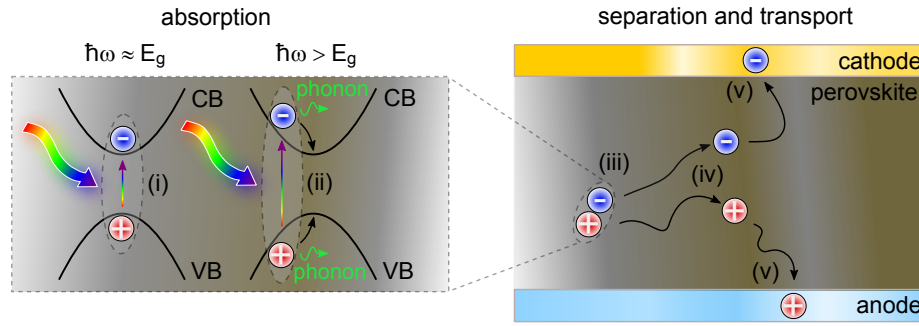 absorption
ħω ≈ Eg
ħω > Eg
CB
(i)
VB
phonon
CB
(ii)
phonon
VB
separation and transport
cathode
perovskite
(v)
(iii)
(iv)
(v)
anode